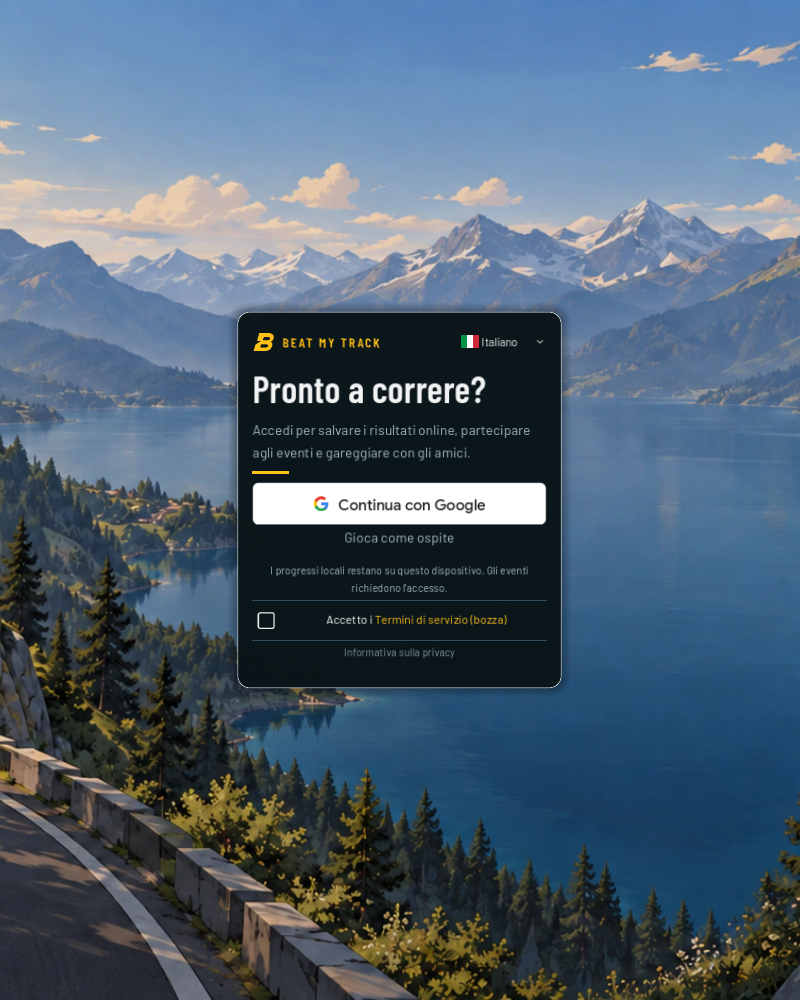 BEAT MY TRACK
Italiano
Pronto a correre?
Accedi per salvare i risultati online, partecipare
agli eventi e gareggiare con gli amici.
Continua con Google
Gioca come ospite
I progressi locali restano su questo dispositivo. Gli eventi
richiedono l'accesso.
Accetto i Termini di servizio (bozza)
Informativa sulla privacy